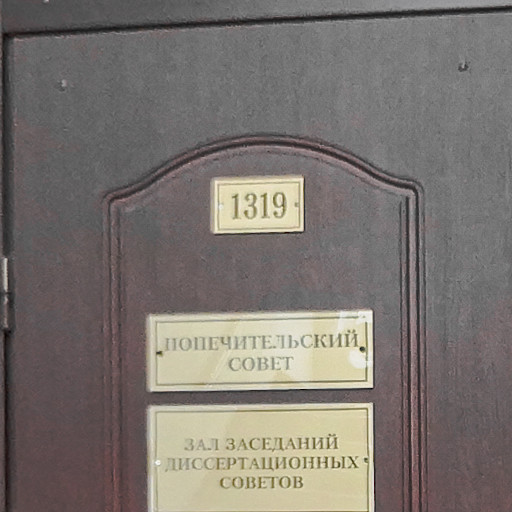 1319
ПОПЕЧИТЕЛЬСКИЙ
СОВЕТ
ЗАЛ ЗАСЕДАНИЙ
ДИССЕРТАЦИОННЫХ
СОВЕТОВ